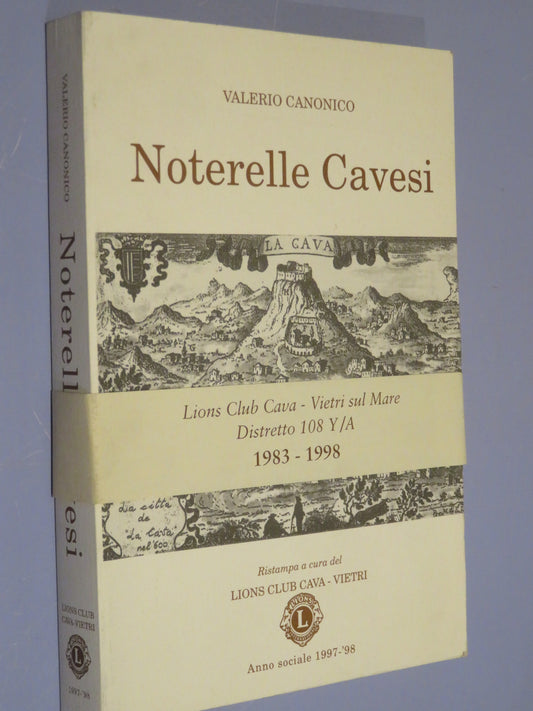 VALERIO CANONICO
Noterelle Cavesi
LA CAVA
Lions Club Cava - Vietri sul Mare
Distretto 108 Y/A
1983 - 1998
La città
de
La Cava
nel '600
Ristampa a cura del
LIONS CLUB CAVA - VIETRI
LIONS
L
INTERNATIONAL
Anno sociale 1997-'98
VALERIO CANONICO
Noterell
esi
LIONS CLUB
CAVA-VIETRI
L
1997-'98